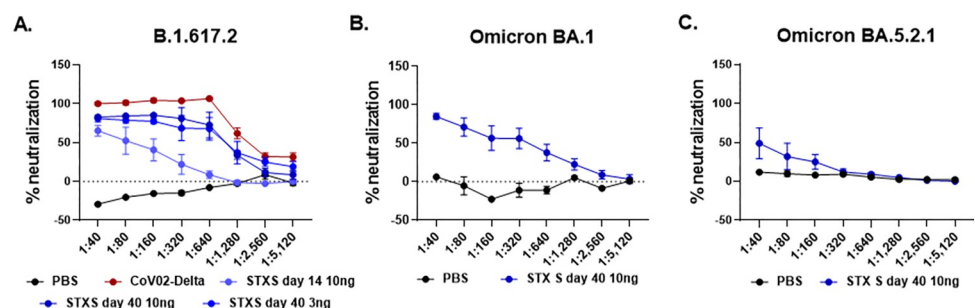 A.
B.1.617.2
% neutralization
150
100
50
0
-50
1:40
1:80
1:160
1:320
1:640
1:1,280
1:2,560
1:5,120
PBS
CoV02-Delta
STXS day 14 10ng
STXS day 40 10ng
STXS day 40 3ng
B.
Omicron BA.1
% neutralization
150
100
50
0
-50
1:40
1:80
1:160
1:320
1:640
1:1,280
1:2,560
1:5,120
PBS
STX S day 40 10ng
C.
Omicron BA.5.2.1
% neutralization
150
100
50
0
-50
1:40
1:80
1:160
1:320
1:640
1:1,280
1:2,560
1:5,120
PBS
STX S day 40 10ng